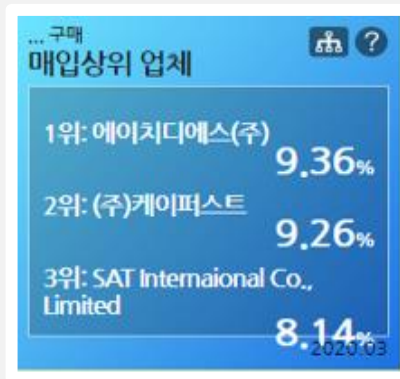 ... 구매
매입상위 업체
?
1위: 에이치디에스(주)
9.36%
2위: (주)케이퍼스트
9.26%
3위: SAT Internaional Co.,
Limited
8.14%
2020.03